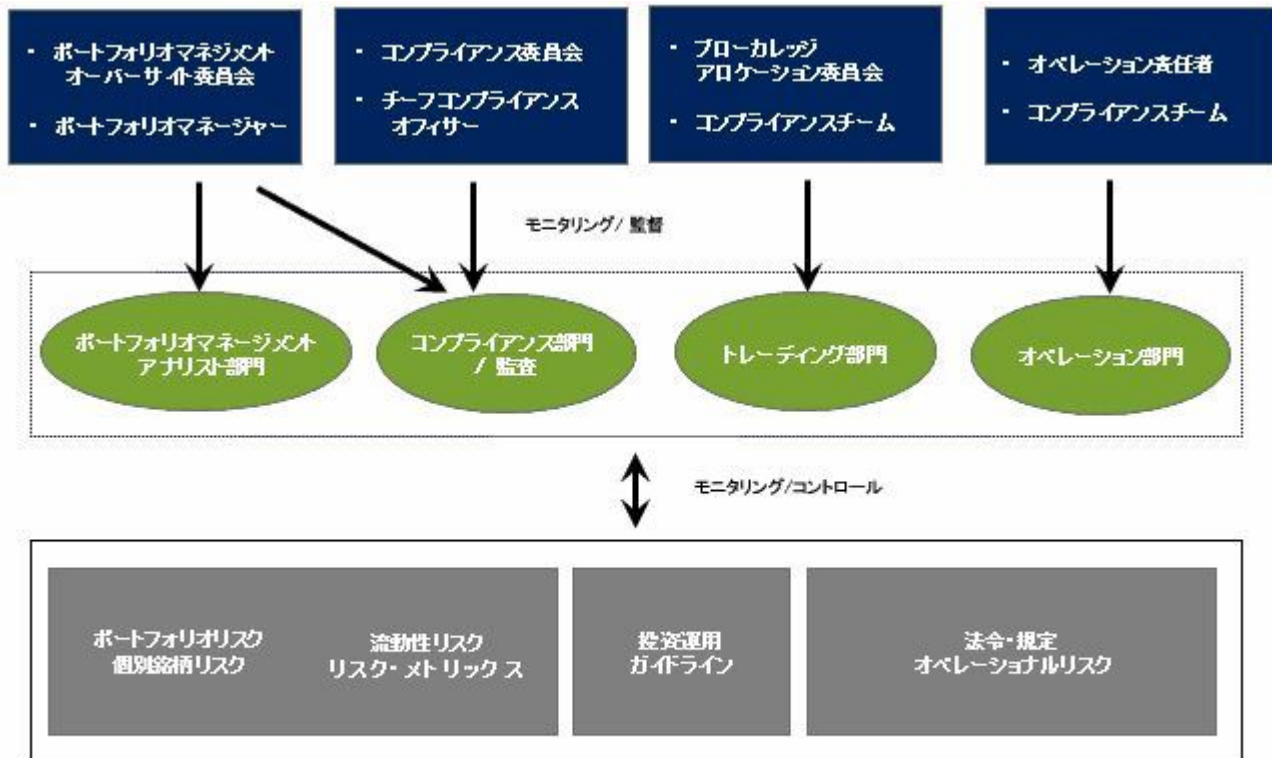 ・ ポートフォリオマネジメント
オーバーサイト委員会
・ ポートフォリオマネージャー
・ コンプライアンス委員会
・ チーフコンプライアンス
オフィサー
・ ブローカレッジ
アロケーション委員会
・ コンプライアンスチーム
・ オペレーション責任者
・ コンプライアンスチーム
モニタリング/ 監督
ポートフォリオマネージメント
アナリスト部門
コンプライアンス部門
/ 監査
トレーディング部門
オペレーション部門
モニタリング/コントロール
ポートフォリオリスク
個別銘柄リスク
流動性リスク
リスク・メトリックス
投資運用
ガイドライン
法令・規定
オペレーショナルリスク